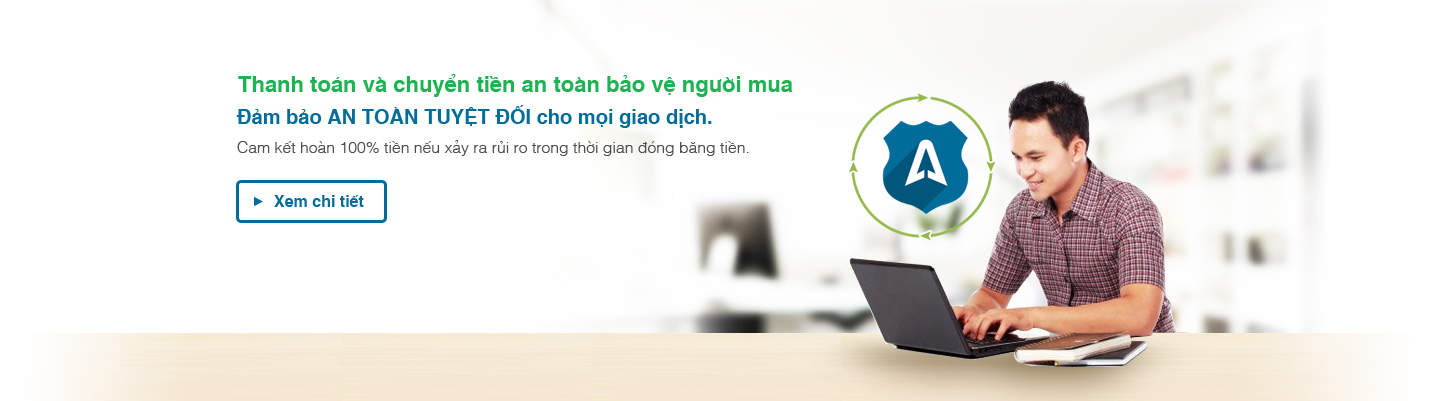 Thanh toán và chuyển tiền an toàn bảo vệ người mua
Đảm bảo AN TOÀN TUYỆT ĐỐI cho mọi giao dịch.
Cam kết hoàn 100% tiền nếu xảy ra rủi ro trong thời gian đóng băng tiền.
Xem chi tiết